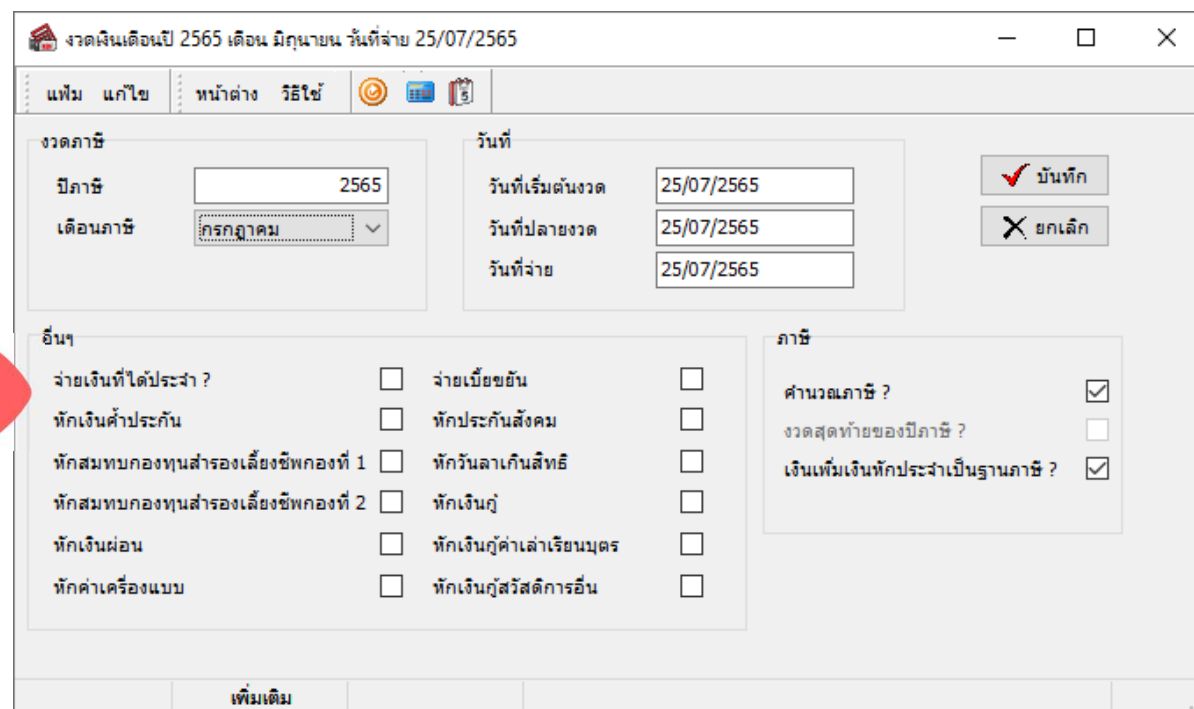 งวดเงินเดือนปี 2565 เดือน มิถุนายน วันที่จ่าย 25/07/2565
แฟ้ม แก้ไข หน้าต่าง วิธีใช้
งวดภาษี
ปีภาษี 2565
เดือนภาษี กรกฎาคม
วันที่
วันที่เริ่มต้นงวด 25/07/2565
วันที่ปลายงวด 25/07/2565
วันที่จ่าย 25/07/2565
บันทึก
ยกเลิก
อื่นๆ
จ่ายเงินที่ได้ประจำ ? จ่ายเบี้ยขยัน
หักเงินค้ำประกัน หักประกันสังคม
หักสมทบกองทุนสำรองเลี้ยงชีพกองที่ 1 หักวันลาเกินสิทธิ
หักสมทบกองทุนสำรองเลี้ยงชีพกองที่ 2 หักเงินกู้
หักเงินผ่อน หักเงินกู้ค่าเล่าเรียนบุตร
หักค่าเครื่องแบบ หักเงินกู้สวัสดิการอื่น
ภาษี
คำนวณภาษี ?
งวดสุดท้ายของปีภาษี ?
เงินเพิ่มเงินหักประจำเป็นฐานภาษี ?
เพิ่มเติม